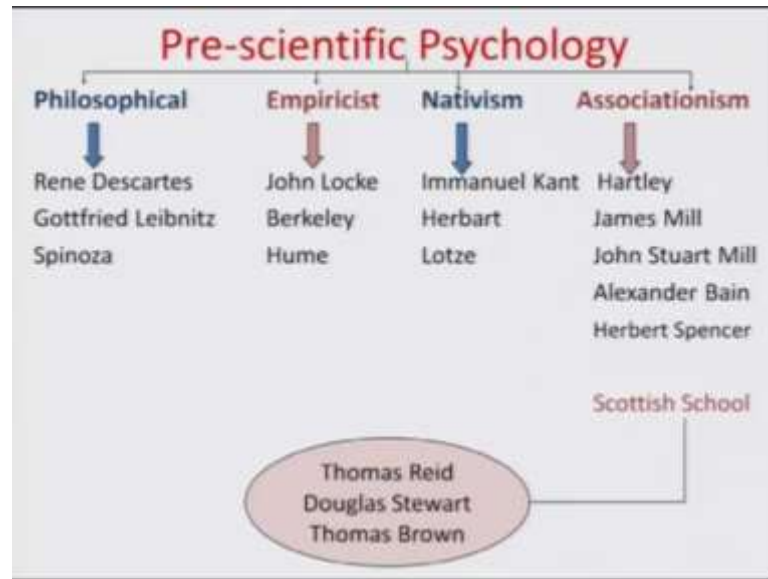 Pre-scientific Psychology
Philosophical
Rene Descartes
Gottfried Leibnitz
Spinoza
Empiricist
John Locke
Berkeley
Hume
Nativism
Immanuel Kant
Herbart
Lotze
Associationism
Hartley
James Mill
John Stuart Mill
Alexander Bain
Herbert Spencer
Scottish School
Thomas Reid
Douglas Stewart
Thomas Brown